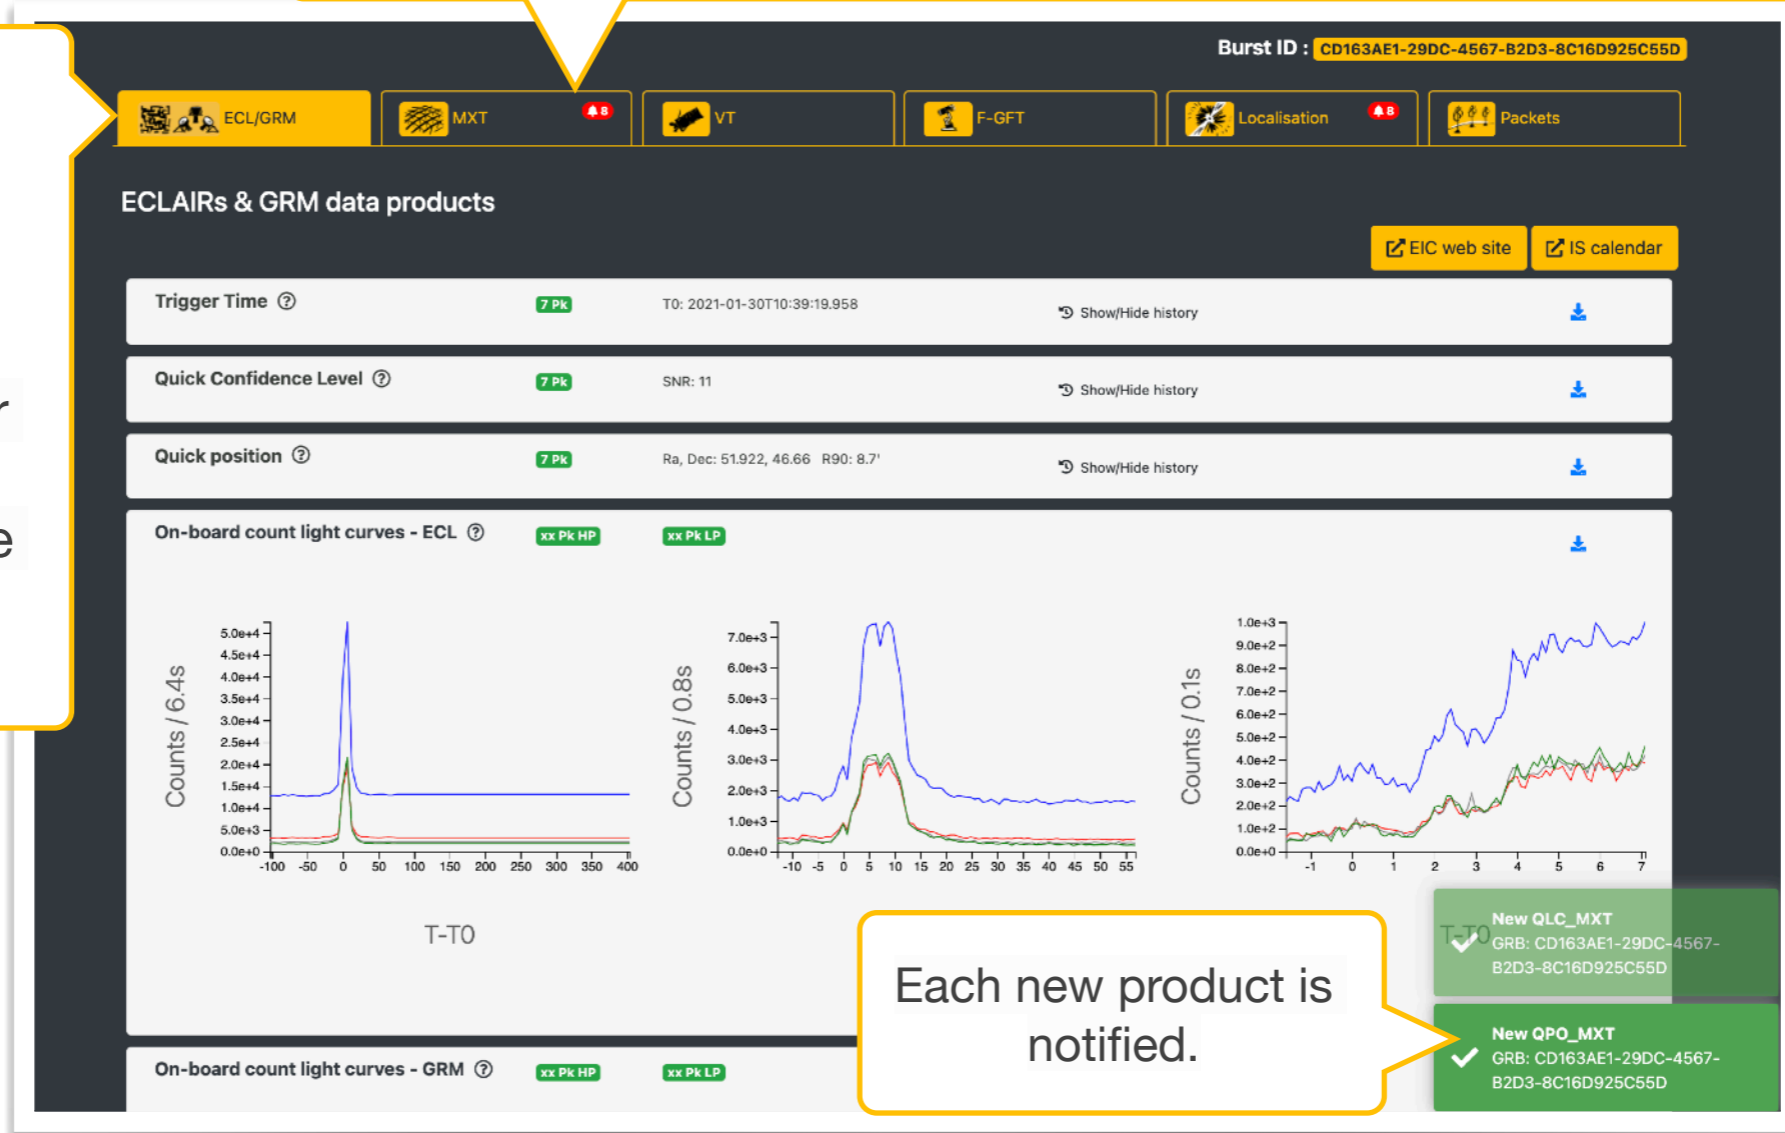 Burst ID : CD163AE1-29DC-4567-B2D3-8C16D925C55D
ECL/GRM
MXT
8
VT
F-GFT
Localisation
8
Packets
ECLAIRs & GRM data products
EIC web site
IS calendar
Trigger Time
7 Pk
T0: 2021-01-30T10:39:19.958
Show/Hide history
Quick Confidence Level
7 Pk
SNR: 11
Show/Hide history
Quick position
7 Pk
Ra, Dec: 51.922, 46.66 R90: 8.7'
Show/Hide history
r
e
On-board count light curves - ECL
xx Pk HP
xx Pk LP
Counts / 6.4s
5.0e+4
4.5e+4
4.0e+4
3.5e+4
3.0e+4
2.5e+4
2.0e+4
1.5e+4
1.0e+4
5.0e+3
0.0e+0
-100 -50 0 50 100 150 200 250 300 350 400
T-T0
Counts / 0.8s
7.0e+3
6.0e+3
5.0e+3
4.0e+3
3.0e+3
2.0e+3
1.0e+3
0.0e+0
-10 -5 0 5 10 15 20 25 30 35 40 45 50 55
Counts / 0.1s
1.0e+3
9.0e+2
8.0e+2
7.0e+2
6.0e+2
5.0e+2
4.0e+2
3.0e+2
2.0e+2
1.0e+2
0.0e+0
-1 0 1 2 3 4 5 6 7
T-T0
New QLC_MXT
GRB: CD163AE1-29DC-4567-
B2D3-8C16D925C55D
Each new product is
notified.
New QPO_MXT
GRB: CD163AE1-29DC-4567-
B2D3-8C16D925C55D
On-board count light curves - GRM
xx Pk HP
xx Pk LP